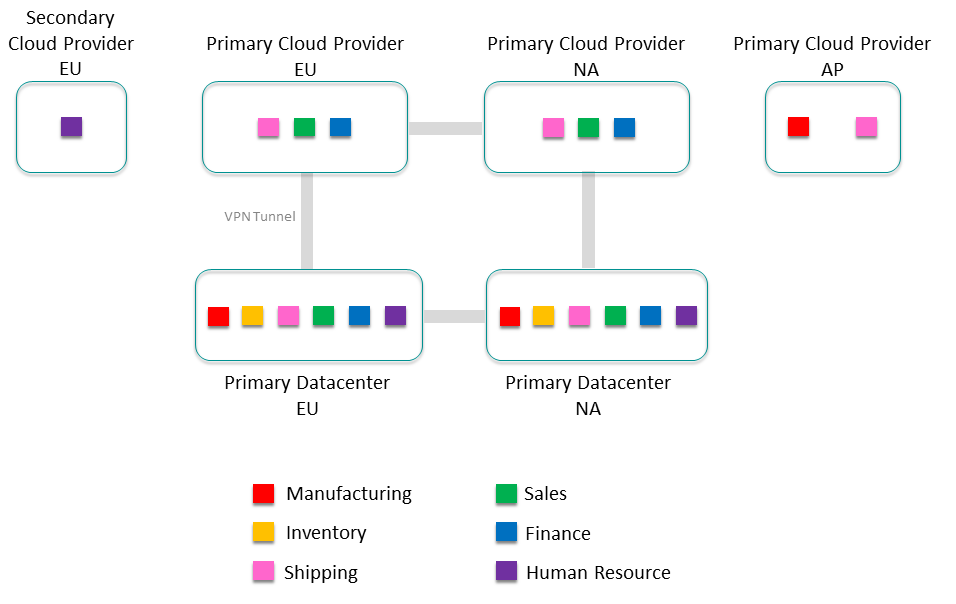 Secondary
Cloud Provider
EU
Primary Cloud Provider
EU
Primary Cloud Provider
NA
Primary Cloud Provider
AP
VPN Tunnel
Primary Datacenter
EU
Primary Datacenter
NA
Manufacturing
Inventory
Shipping
Sales
Finance
Human Resource